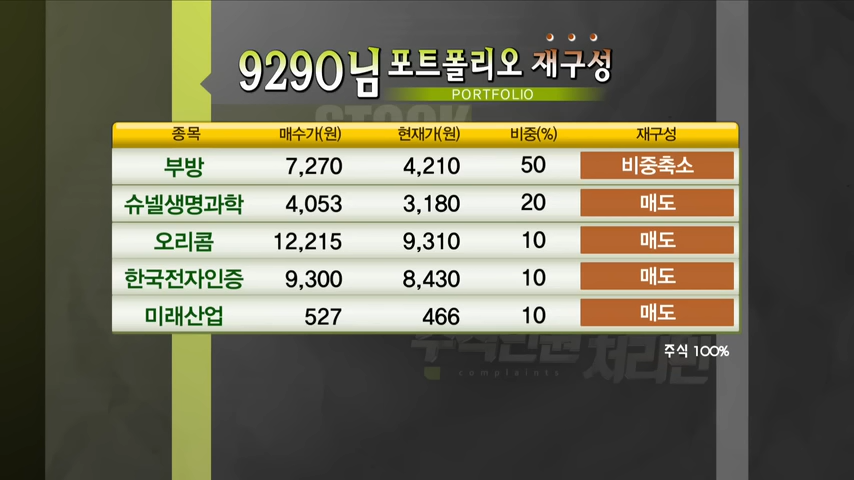 9290님 포트폴리오 재구성
PORTFOLIO
STOCK
종목 매수가(원) 현재가(원) 비중(%) 재구성
부방 7,270 4,210 50 비중축소
슈넬생명과학 4,053 3,180 20 매도
오리콤 12,215 9,310 10 매도
한국전자인증 9,300 8,430 10 매도
미래산업 527 466 10 매도
주식 100%
complaints